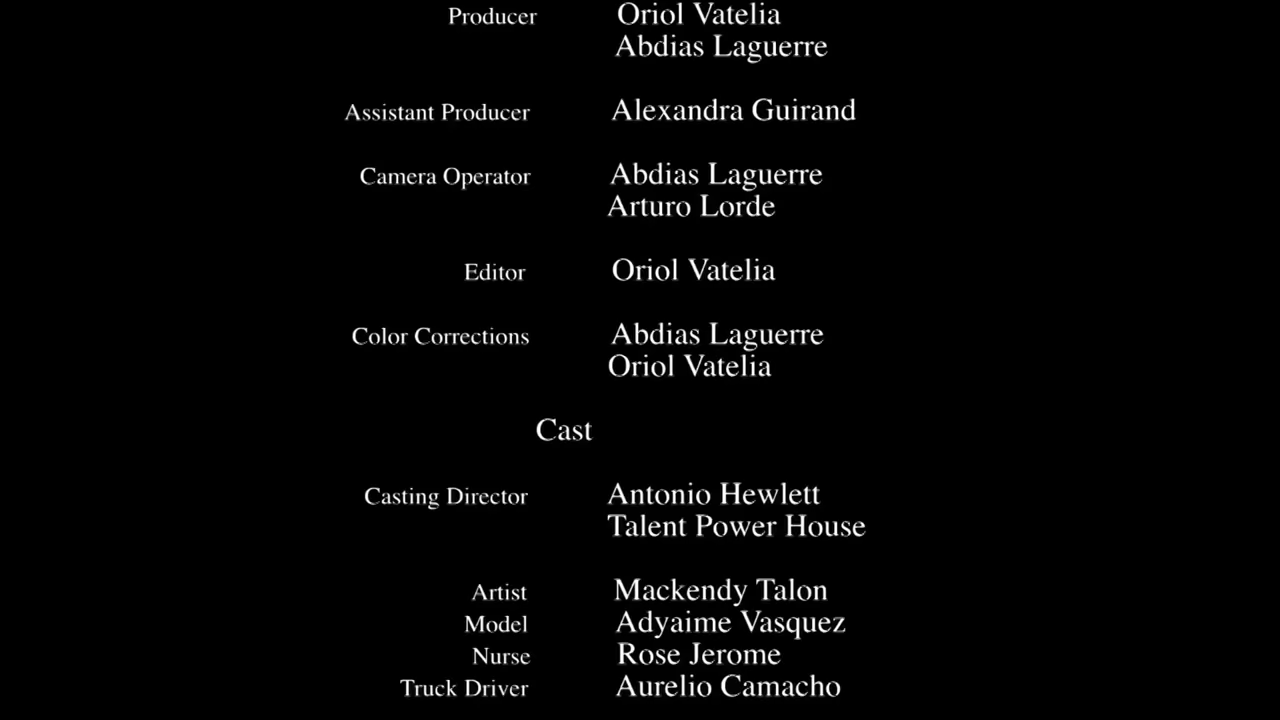 Producer Oriol Vatelia
Abdias Laguerre
Assistant Producer Alexandra Guirand
Camera Operator Abdias Laguerre
Arturo Lorde
Editor Oriol Vatelia
Color Corrections Abdias Laguerre
Oriol Vatelia
Cast
Casting Director Antonio Hewlett
Talent Power House
Artist Mackendy Talon
Model Adyaime Vasquez
Nurse Rose Jerome
Truck Driver Aurelio Camacho